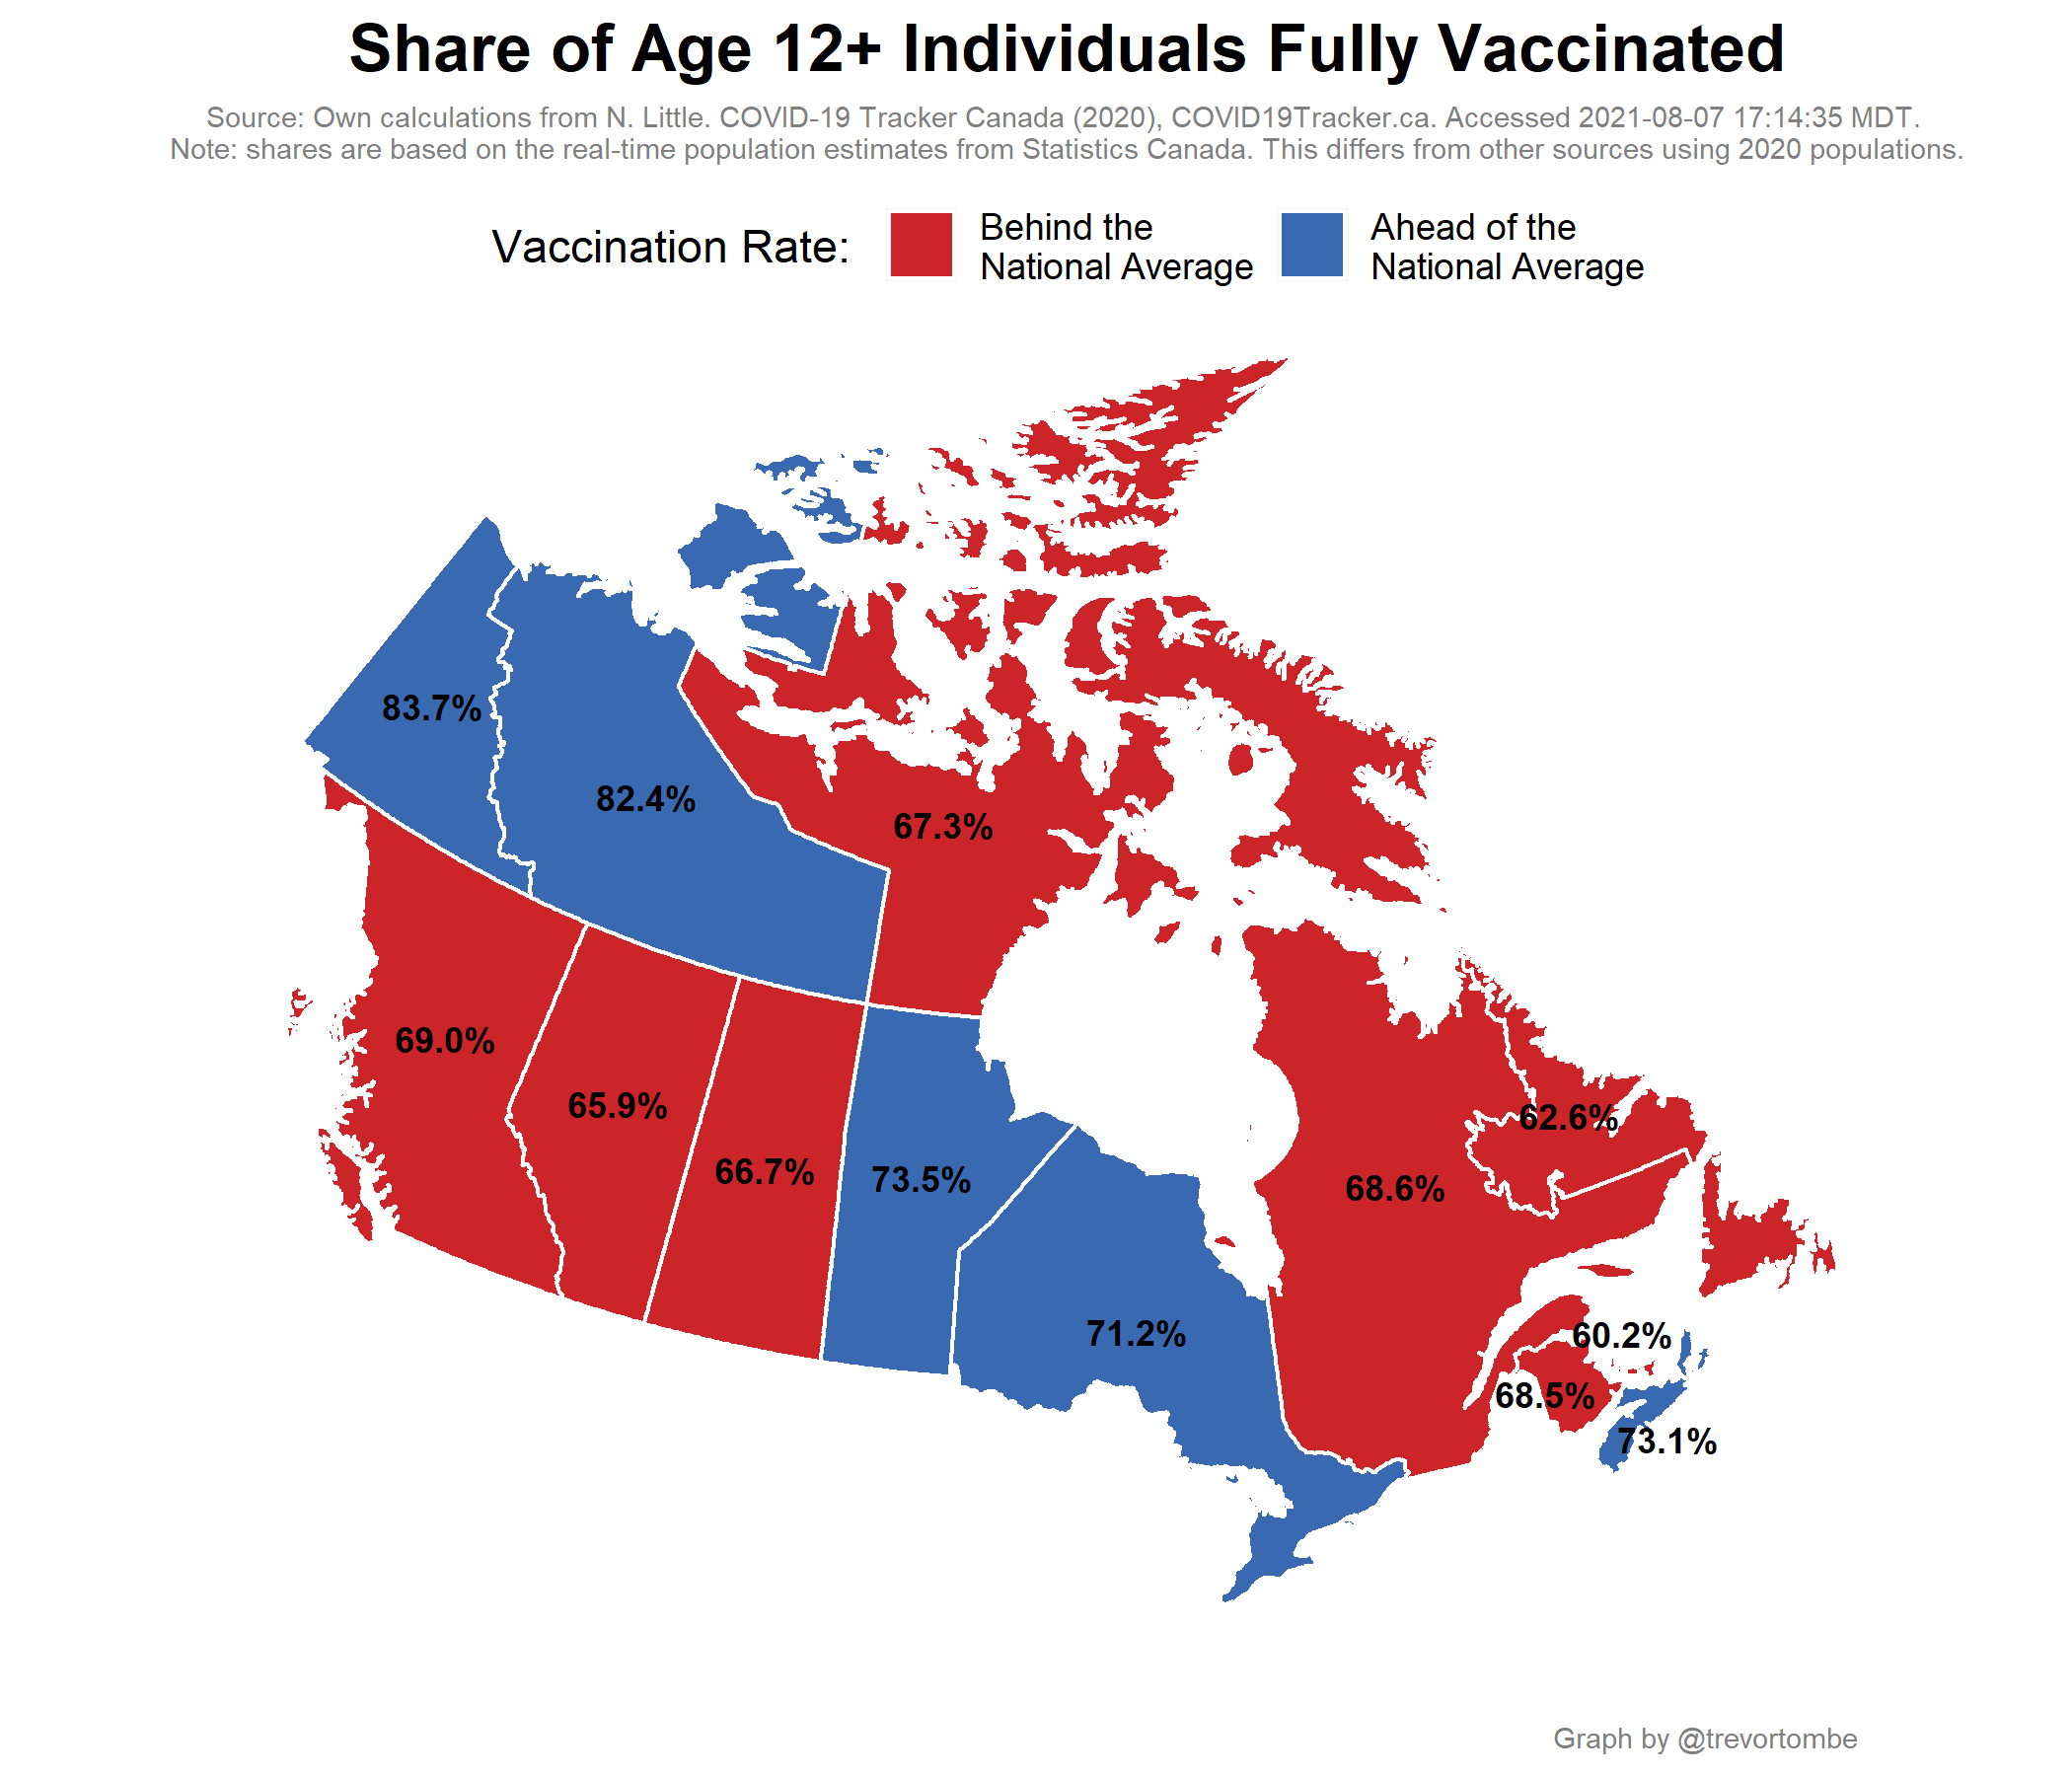 Share of Age 12+ Individuals Fully Vaccinated
Source: Own calculations from N. Little. COVID-19 Tracker Canada (2020), COVID19Tracker.ca. Accessed 2021-08-07 17:14:35 MDT.
Note: shares are based on the real-time population estimates from Statistics Canada. This differs from other sources using 2020 populations.
Vaccination Rate:
Behind the
National Average
Ahead of the
National Average
83.7%
82.4%
67.3%
69.0%
65.9%
66.7%
73.5%
71.2%
68.6%
62.6%
60.2%
68.5%
73.1%
Graph by @trevortombe